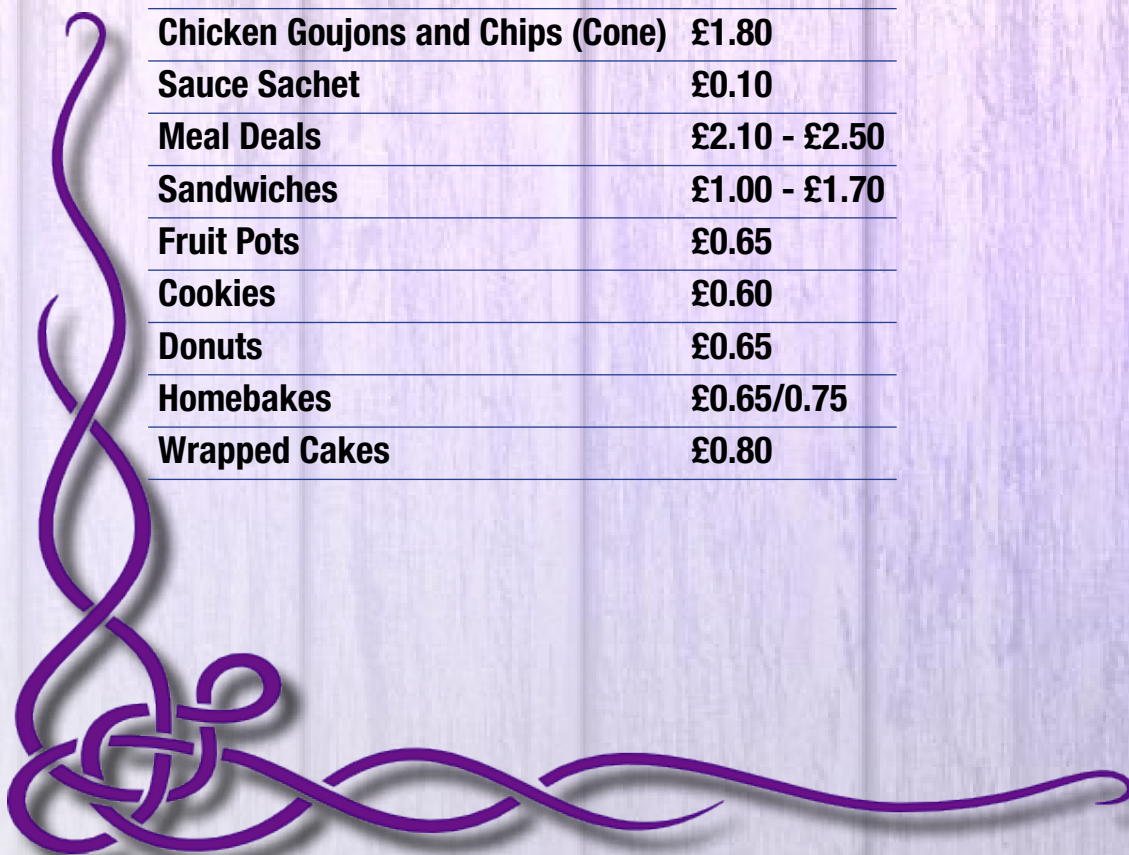 Chicken Goujons and Chips (Cone) £1.80
Sauce Sachet £0.10
Meal Deals £2.10 - £2.50
Sandwiches £1.00 - £1.70
Fruit Pots £0.65
Cookies £0.60
Donuts £0.65
Homebakes £0.65/0.75
Wrapped Cakes £0.80